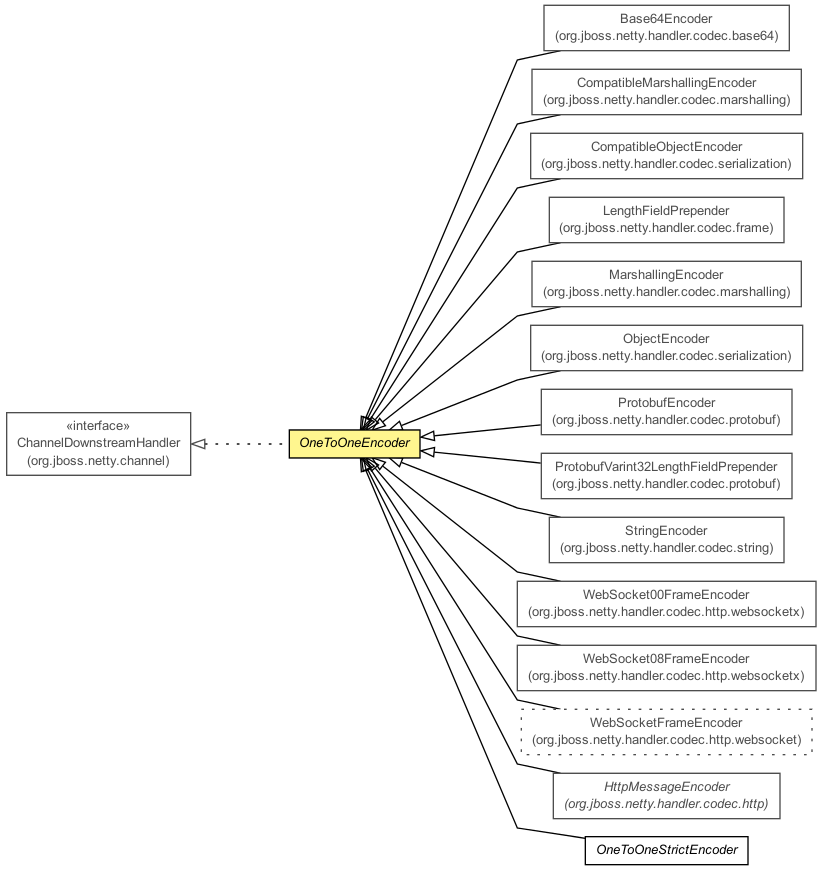 Base64Encoder
(org.jboss.netty.handler.codec.base64)
CompatibleMarshallingEncoder
(org.jboss.netty.handler.codec.marshalling)
CompatibleObjectEncoder
(org.jboss.netty.handler.codec.serialization)
LengthFieldPrepender
(org.jboss.netty.handler.codec.frame)
MarshallingEncoder
(org.jboss.netty.handler.codec.marshalling)
ObjectEncoder
(org.jboss.netty.handler.codec.serialization)
ProtobufEncoder
(org.jboss.netty.handler.codec.protobuf)
«interface»
ChannelDownstreamHandler
(org.jboss.netty.channel)
OneToOneEncoder
ProtobufVarint32LengthFieldPrepender
(org.jboss.netty.handler.codec.protobuf)
StringEncoder
(org.jboss.netty.handler.codec.string)
WebSocket00FrameEncoder
(org.jboss.netty.handler.codec.http.websocketx)
WebSocket08FrameEncoder
(org.jboss.netty.handler.codec.http.websocketx)
WebSocketFrameEncoder
(org.jboss.netty.handler.codec.http.websocket)
HttpMessageEncoder
(org.jboss.netty.handler.codec.http)
OneToOneStrictEncoder